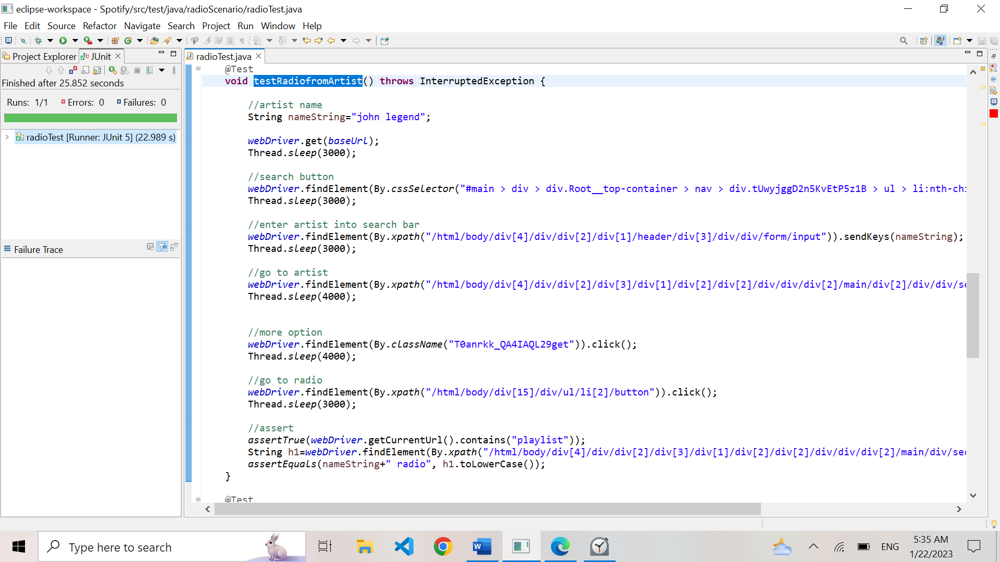 eclipse-workspace - Spotify/src/test/java/radioScenario/radioTest.java
File Edit Source Refactor Navigate Search Project Run Window Help
Project Explorer JUnit
radioTest.java
Finished after 25.852 seconds
Runs: 1/1 Errors: 0 Failures: 0
radioTest [Runner: JUnit 5] (22.989 s)
Failure Trace
@Test
void testRadiofromArtist() throws InterruptedException {
//artist name
String nameString="john legend";
webDriver.get(baseUrl);
Thread.sleep(3000);
//search button
webDriver.findElement(By.cssSelector("#main > div > div.Root__top-container > nav > div.tUwyjggD2n5KvEtP5z1B > ul > li:nth-chi
Thread.sleep(3000);
//enter artist into search bar
webDriver.findElement(By.xpath("/html/body/div[4]/div/div[2]/div[1]/header/div[3]/div/div/form/input")).sendKeys(nameString);
Thread.sleep(3000);
//go to artist
webDriver.findElement(By.xpath("/html/body/div[4]/div/div[2]/div[3]/div[1]/div[2]/div[2]/div/div/div[2]/main/div[2]/div/div/se
Thread.sleep(4000);
//more option
webDriver.findElement(By.className("T0anrkk_QA4IAQL29get")).click();
Thread.sleep(4000);
//go to radio
webDriver.findElement(By.xpath("/html/body/div[15]/div/ul/li[2]/button")).click();
Thread.sleep(3000);
//assert
assertTrue(webDriver.getCurrentUrl().contains("playlist"));
String h1=webDriver.findElement(By.xpath("/html/body/div[4]/div/div[2]/div[3]/div[1]/div[2]/div[2]/div/div/div[2]/main/div/sec
assertEquals(nameString+" radio", h1.toLowerCase());
}
@Test
Type here to search
ENG
5:35 AM
1/22/2023